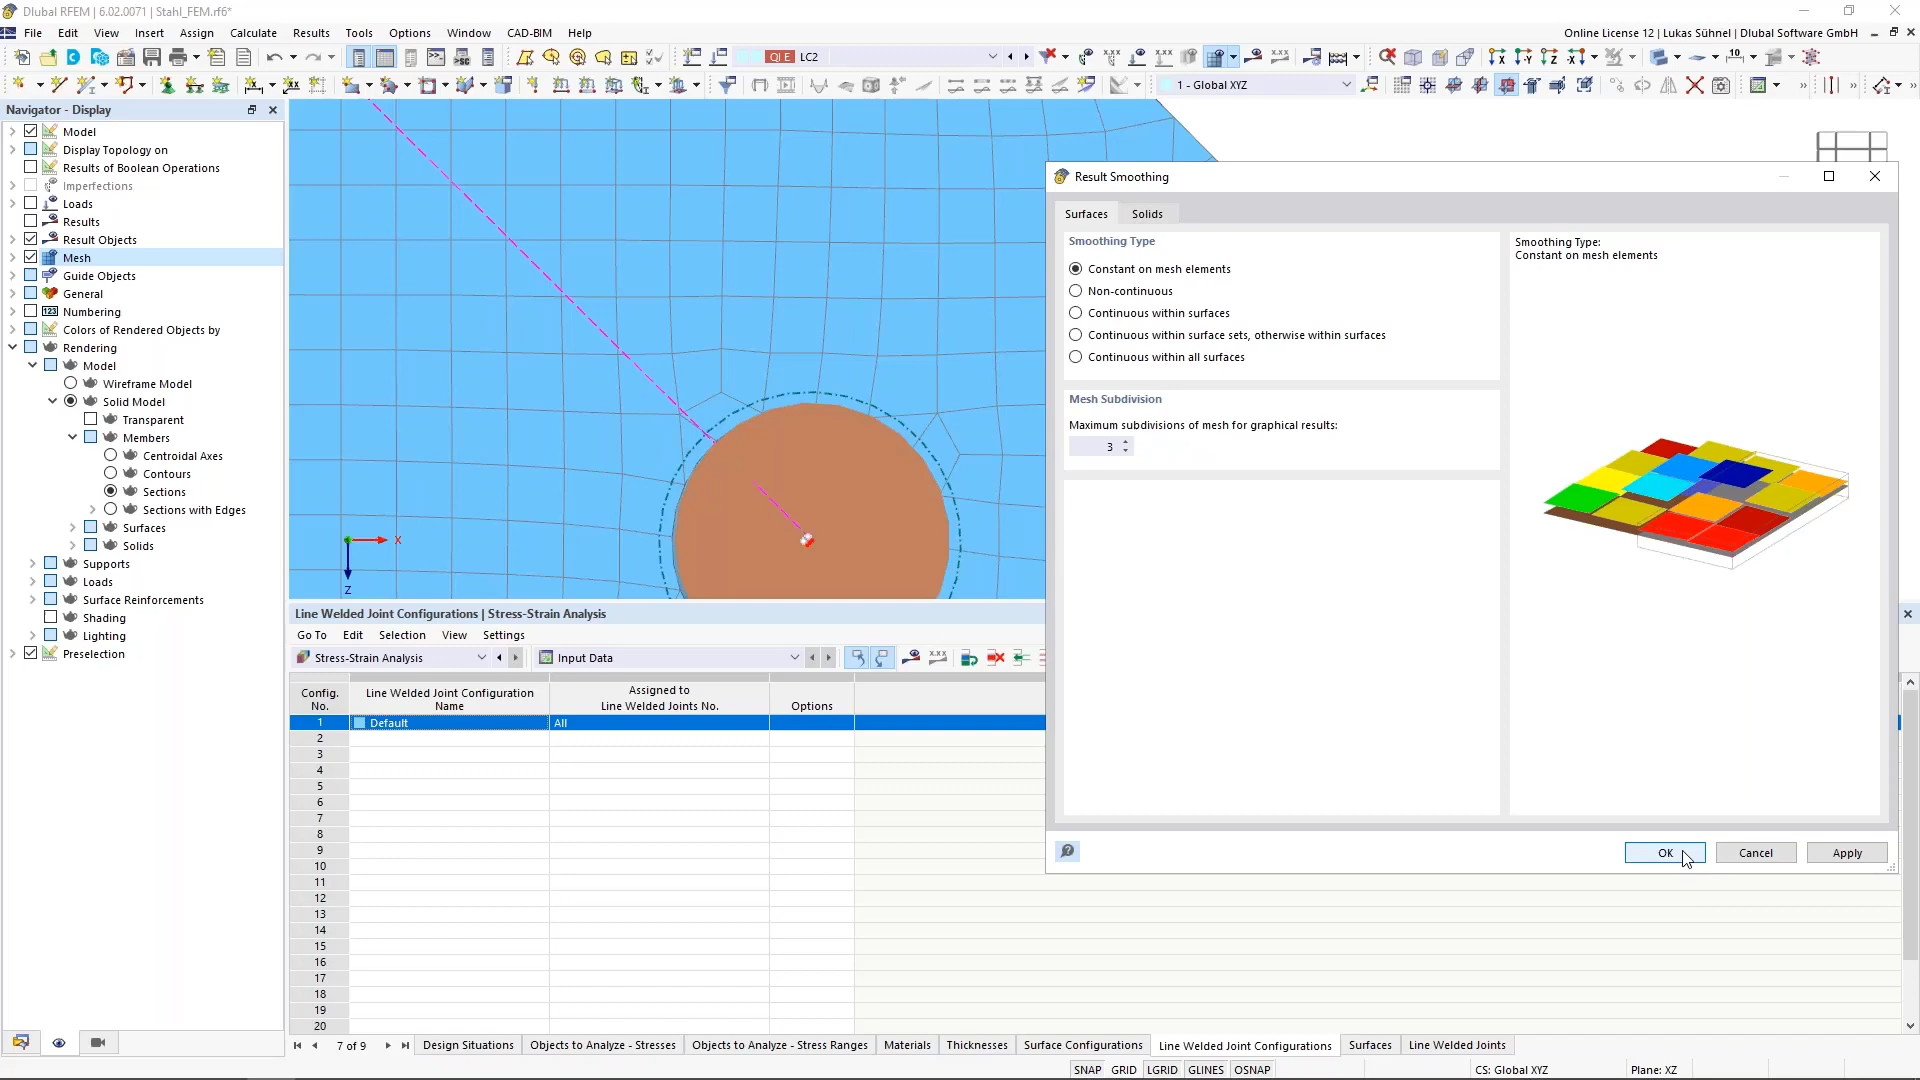 Dlubal RFEM | 6.02.0071 | Stahl_FEM.rf6*
File Edit View Insert Assign Calculate Results Tools Options Window CAD-BIM Help
Online License 12 | Lukas Sühnel | Dlubal Software GmbH
QIE LC2
1 - Global XYZ
Navigator - Display
Model
Display Topology on
Results of Boolean Operations
Imperfections
Loads
Results
Result Objects
Mesh
Guide Objects
General
123 Numbering
Colors of Rendered Objects by
Rendering
Model
Wireframe Model
Solid Model
Transparent
Members
Centroidal Axes
Contours
Sections
Sections with Edges
Surfaces
Solids
Supports
Loads
Surface Reinforcements
Shading
Lighting
Preselection
X
Z
Result Smoothing
Surfaces Solids
Smoothing Type
Constant on mesh elements
Non-continuous
Continuous within surfaces
Continuous within surface sets, otherwise within surfaces
Continuous within all surfaces
Mesh Subdivision
Maximum subdivisions of mesh for graphical results:
3
Smoothing Type:
Constant on mesh elements
OK Cancel Apply
Line Welded Joint Configurations | Stress-Strain Analysis
Go To Edit Selection View Settings
Stress-Strain Analysis Input Data
Config.
No.
Line Welded Joint Configuration
Name
Assigned to
Line Welded Joints No.
Options
1 Default All
2
3
4
5
6
7
8
9
10
11
12
13
14
15
16
17
18
19
20
7 of 9 Design Situations Objects to Analyze - Stresses Objects to Analyze - Stress Ranges Materials Thicknesses Surface Configurations Line Welded Joint Configurations Surfaces Line Welded Joints
SNAP GRID LGRID GLINES OSNAP CS: Global XYZ Plane: XZ